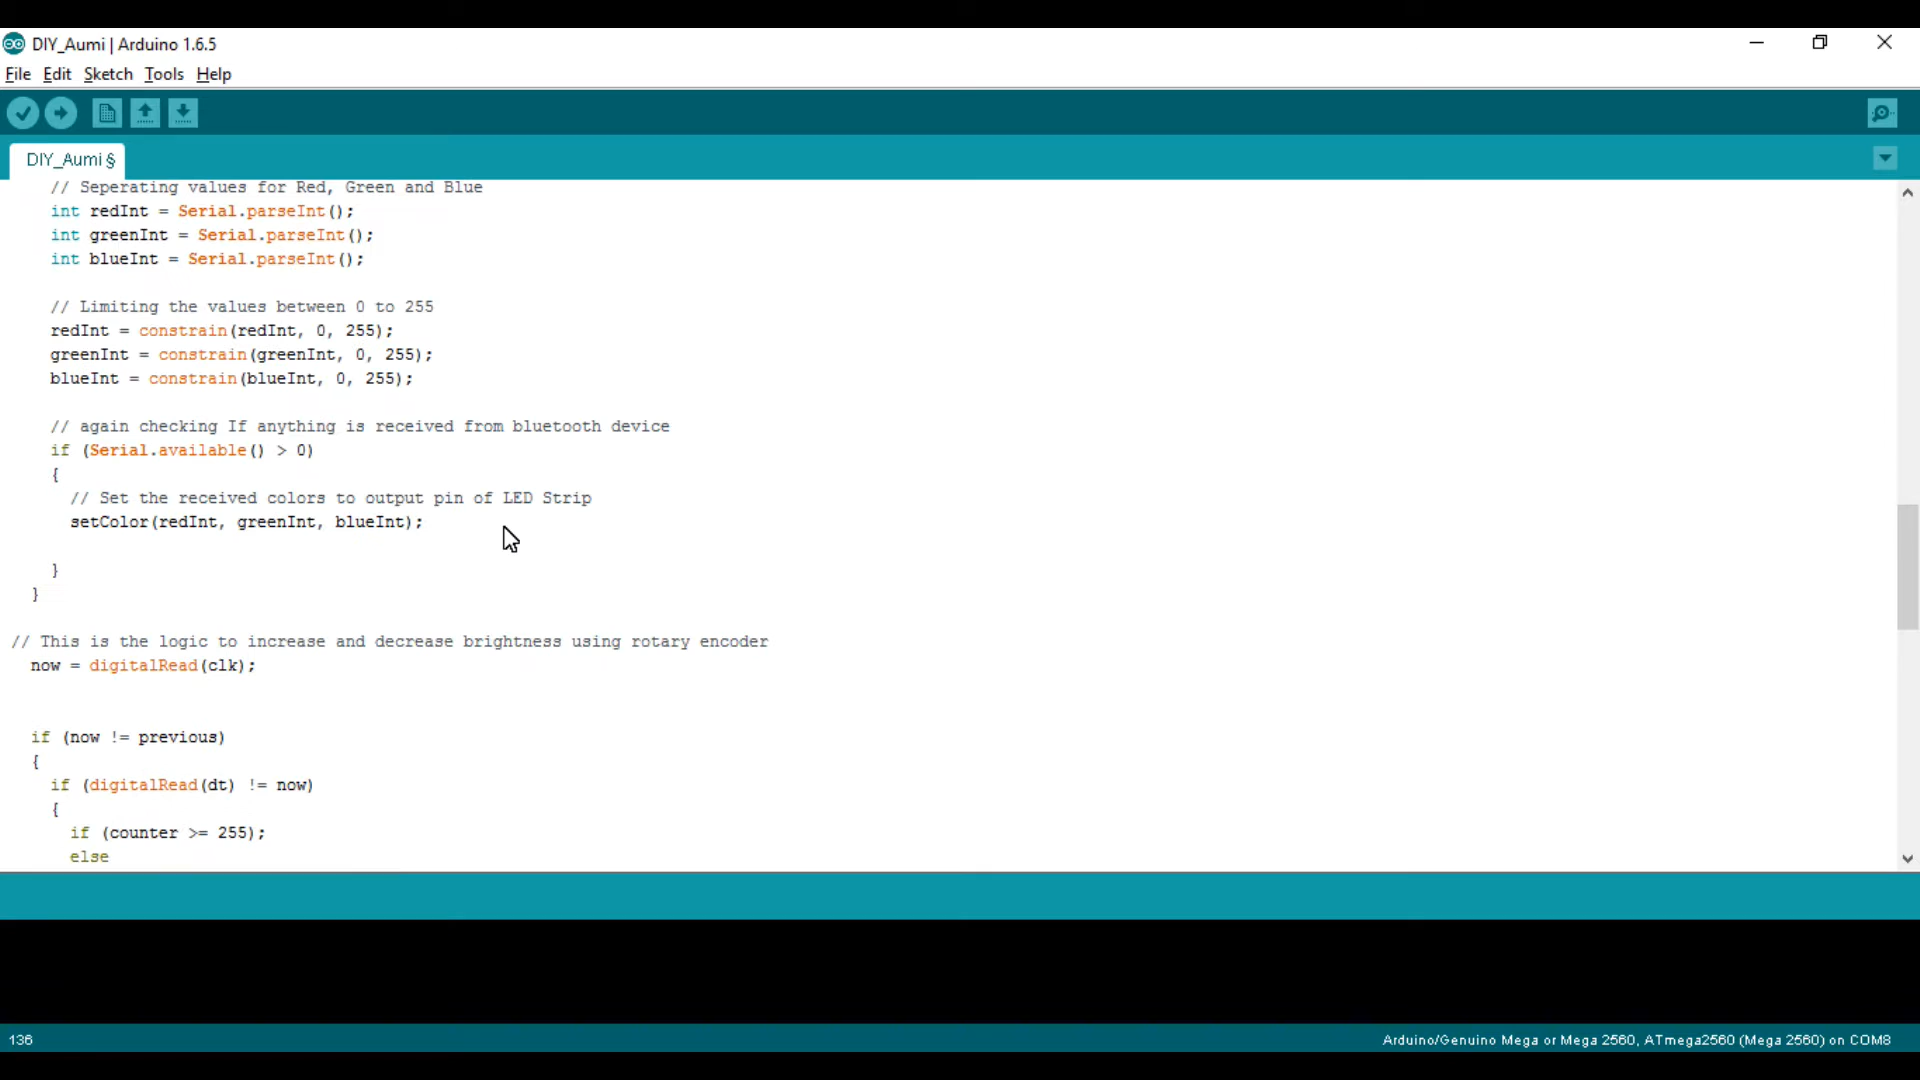 DIY_Aumi | Arduino 1.6.5
File Edit Sketch Tools Help
DIY_Aumi §
// Seperating values for Red, Green and Blue
int redInt = Serial.parseInt();
int greenInt = Serial.parseInt();
int blueInt = Serial.parseInt();
// Limiting the values between 0 to 255
redInt = constrain(redInt, 0, 255);
greenInt = constrain(greenInt, 0, 255);
blueInt = constrain(blueInt, 0, 255);
// again checking If anything is received from bluetooth device
if (Serial.available() > 0)
{
// Set the received colors to output pin of LED Strip
setColor(redInt, greenInt, blueInt);
}
}
// This is the logic to increase and decrease brightness using rotary encoder
now = digitalRead(clk);
if (now != previous)
{
if (digitalRead(dt) != now)
{
if (counter >= 255);
else
136
Arduino/Genuino Mega or Mega 2560, ATmega2560 (Mega 2560) on COM8